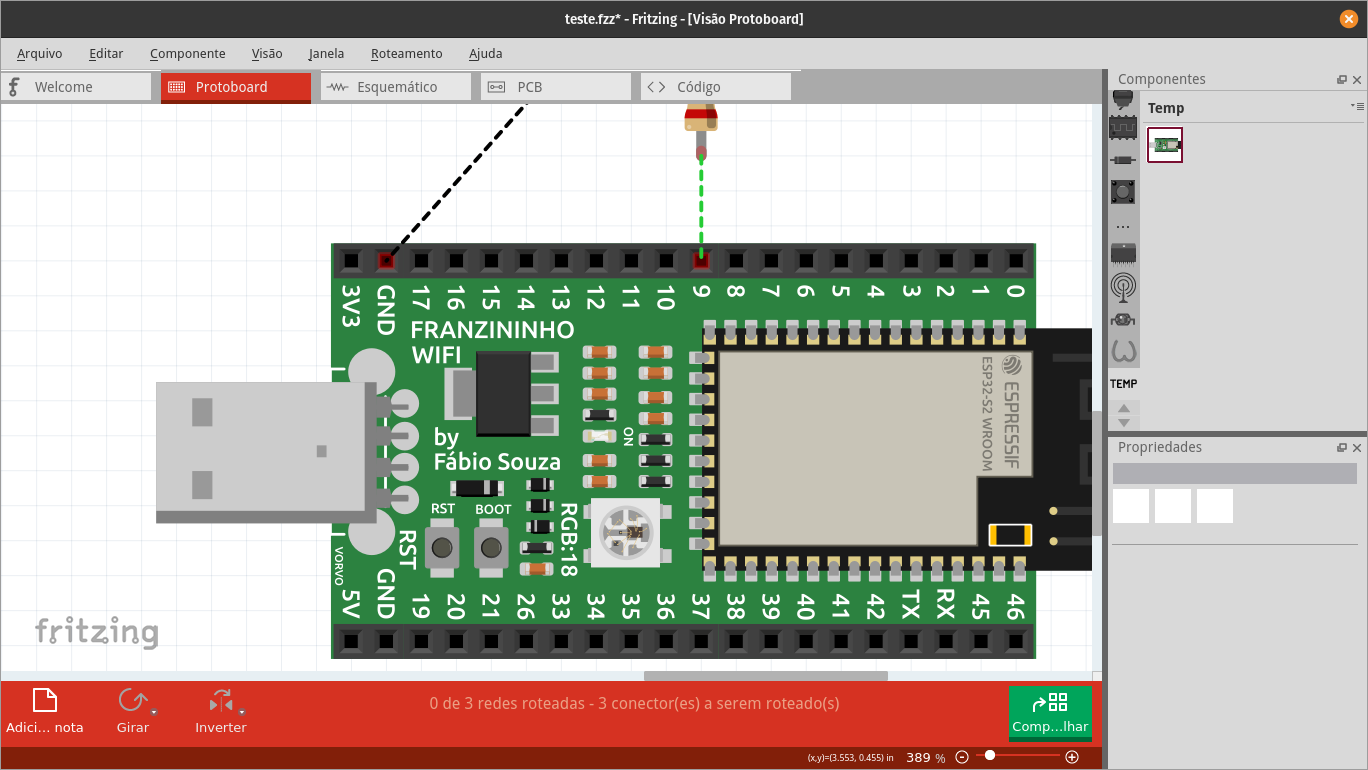 teste.fzz* - Fritzing - [Visão Protoboard]
Arquivo Editar Componente Visão Janela Roteamento Ajuda
Welcome Protoboard Esquemático PCB Código
Componentes
Temp
...
TEMP
Propriedades
3V3 GND 17 16 15 14 13 12 11 10 9 8 7 6 5 4 3 2 1 0
FRANZININHO
WIFI
by
Fábio Souza
ON
ESPRESSIF
ESP32-S2 WROOM
RST BOOT
RGB:18
RST
VORVO
5V GND 19 20 21 26 33 34 35 36 37 38 39 40 41 42 TX RX 45 46
fritzing
Adici... nota Girar Inverter
0 de 3 redes roteadas - 3 conector(es) a serem roteado(s)
Comp...lhar
(x,y)=(3.553, 0.455) in 389 %